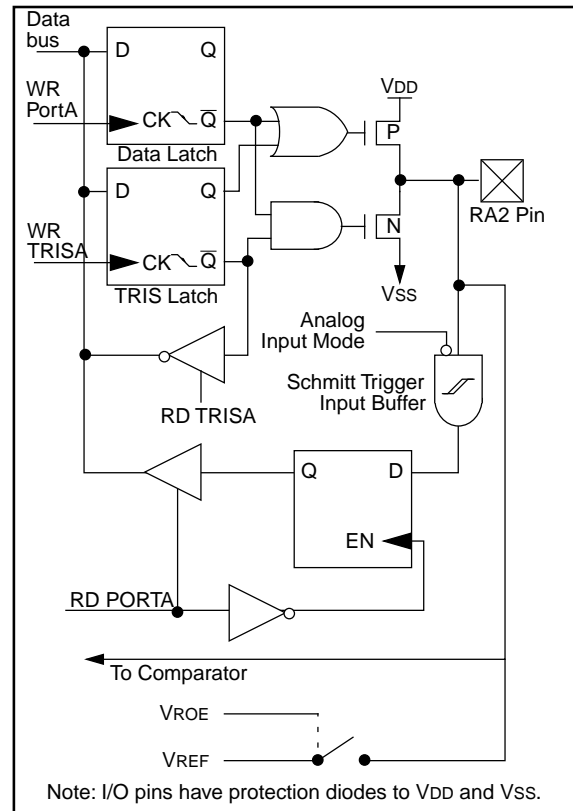 Data
bus
D
Q
VDD
WR
PortA
CK
Q
P
Data Latch
D
Q
RA2 Pin
WR
TRISA
N
CK
Q
TRIS Latch
VSS
Analog
Input Mode
Schmitt Trigger
Input Buffer
RD TRISA
Q
D
EN
RD PORTA
To Comparator
VROE
VREF
Note: I/O pins have protection diodes to VDD and VSS.